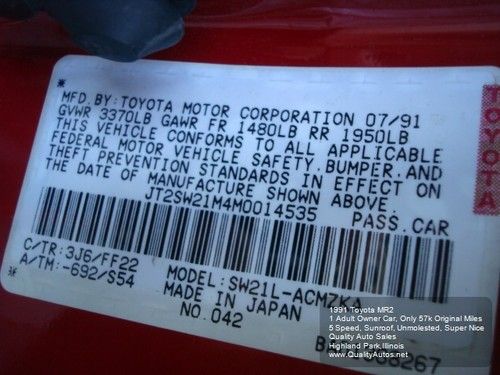 MFD.BY:TOYOTA MOTOR CORPORATION 07/91
GVWR 3370LB GAWR FR 1480LB RR 1950LB
THIS VEHICLE CONFORMS TO ALL APPLICABLE
FEDERAL MOTOR VEHICLE SAFETY,BUMPER,AND
THEFT PREVENTION STANDARDS IN EFFECT ON
THE DATE OF MANUFACTURE SHOWN ABOVE.
JT2SW21M4M0014535 PASS.CAR
C/TR:3J6/FF22
A/TM:-692/S54
MODEL:SW21L-ACMZKA
MADE IN JAPAN
NO.042
TOYOTA
1991 Toyota MR2
1 Adult Owner Car, Only 57k Original Miles
5 Speed, Sunroof, Unmolested, Super Nice
Quality Auto Sales
Highland Park,Illinois
www.QualityAutos.net